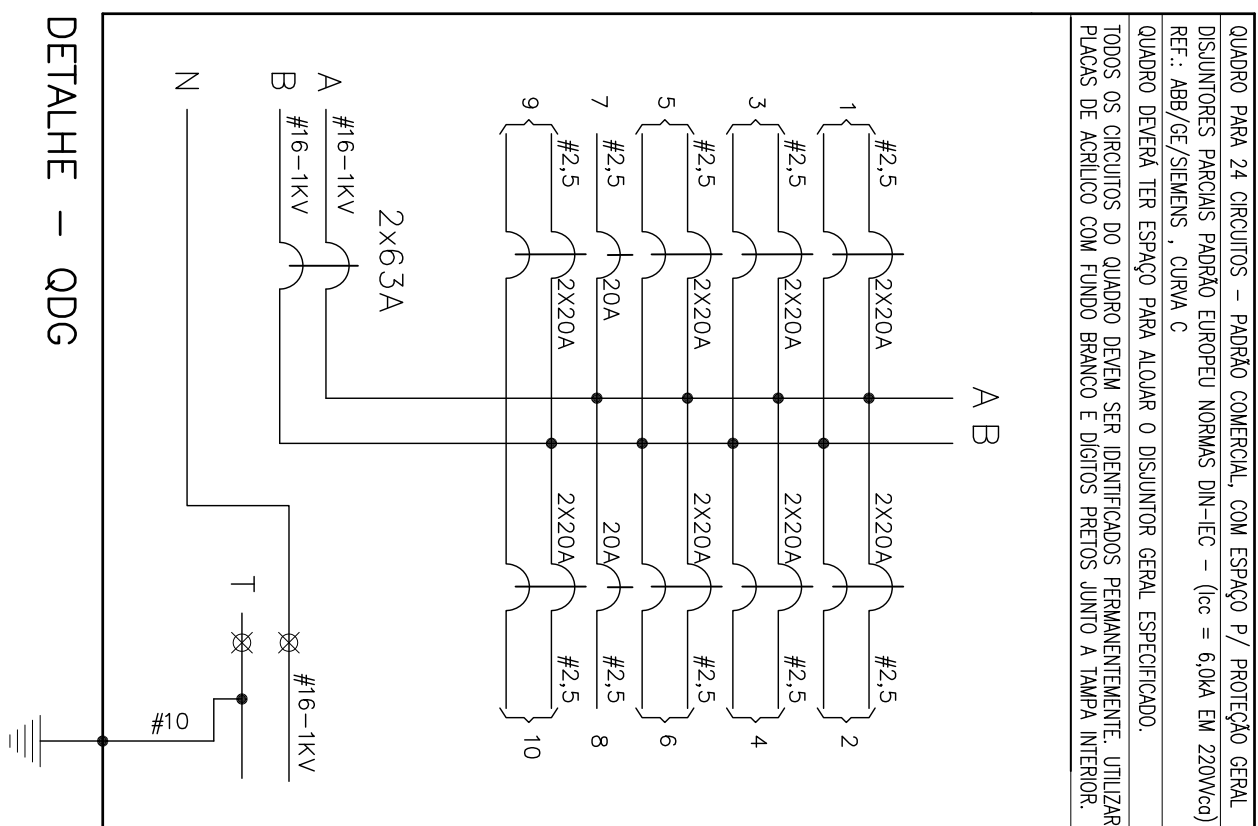 QUADRO PARA 24 CIRCUITOS - PADRÃO COMERCIAL, COM ESPAÇO P/ PROTEÇÃO GERAL
DISJUNTORES PARCIAIS PADRÃO EUROPEU NORMAS DIN-IEC - (Icc = 6,0kA EM 220VVca)
REF.: ABB/GE/SIEMENS , CURVA C
QUADRO DEVERÁ TER ESPAÇO PARA ALOJAR O DISJUNTOR GERAL ESPECIFICADO.
TODOS OS CIRCUITOS DO QUADRO DEVEM SER IDENTIFICADOS PERMANENTEMENTE. UTILIZAR
PLACAS DE ACRÍLICO COM FUNDO BRANCO E DÍGITOS PRETOS JUNTO A TAMPA INTERIOR.
A
B
1 #2,5 2X20A 2X20A #2,5 2
3 #2,5 2X20A 2X20A #2,5 4
5 #2,5 2X20A 2X20A #2,5 6
7 #2,5 20A 20A #2,5 8
9 #2,5 2X20A 2X20A #2,5 10
2x63A
A #16-1KV
B #16-1KV
N #16-1KV
T
#10
DETALHE - QDG